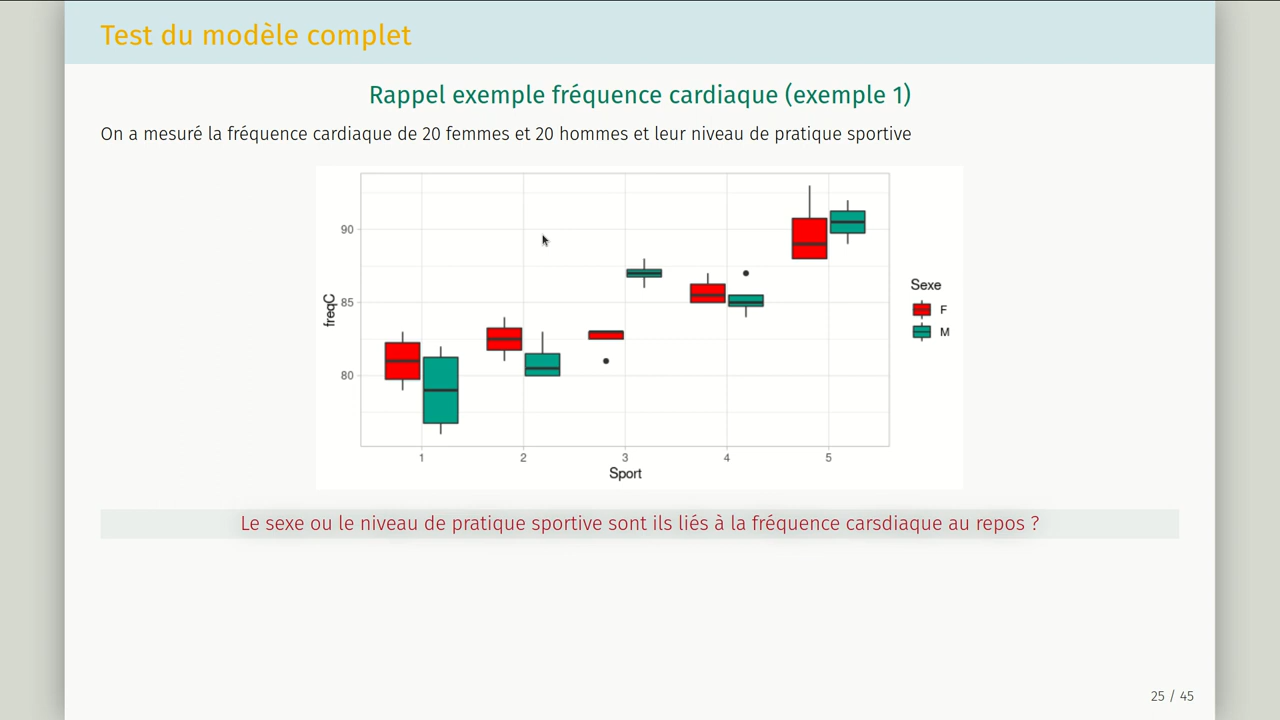 Test du modèle complet
Rappel exemple fréquence cardiaque (exemple 1)
On a mesuré la fréquence cardiaque de 20 femmes et 20 hommes et leur niveau de pratique sportive
90
85
80
freqC
1 2 3 4 5
Sport
Sexe
F
M
Le sexe ou le niveau de pratique sportive sont ils liés à la fréquence carsdiaque au repos ?
25 / 45